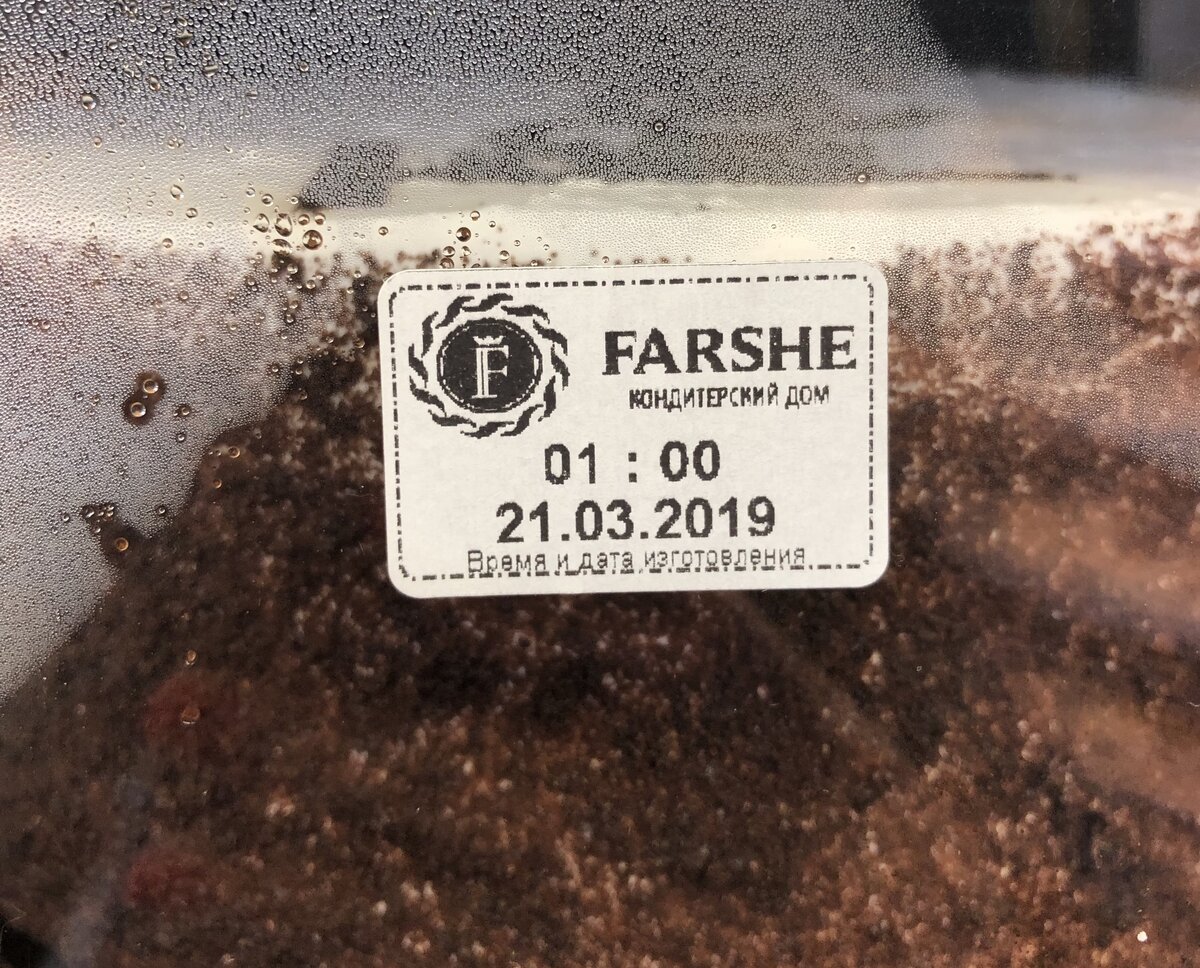 F
FARSHE
КОНДИТЕРСКИЙ ДОМ
01 : 00
21.03.2019
Время и дата изготовления